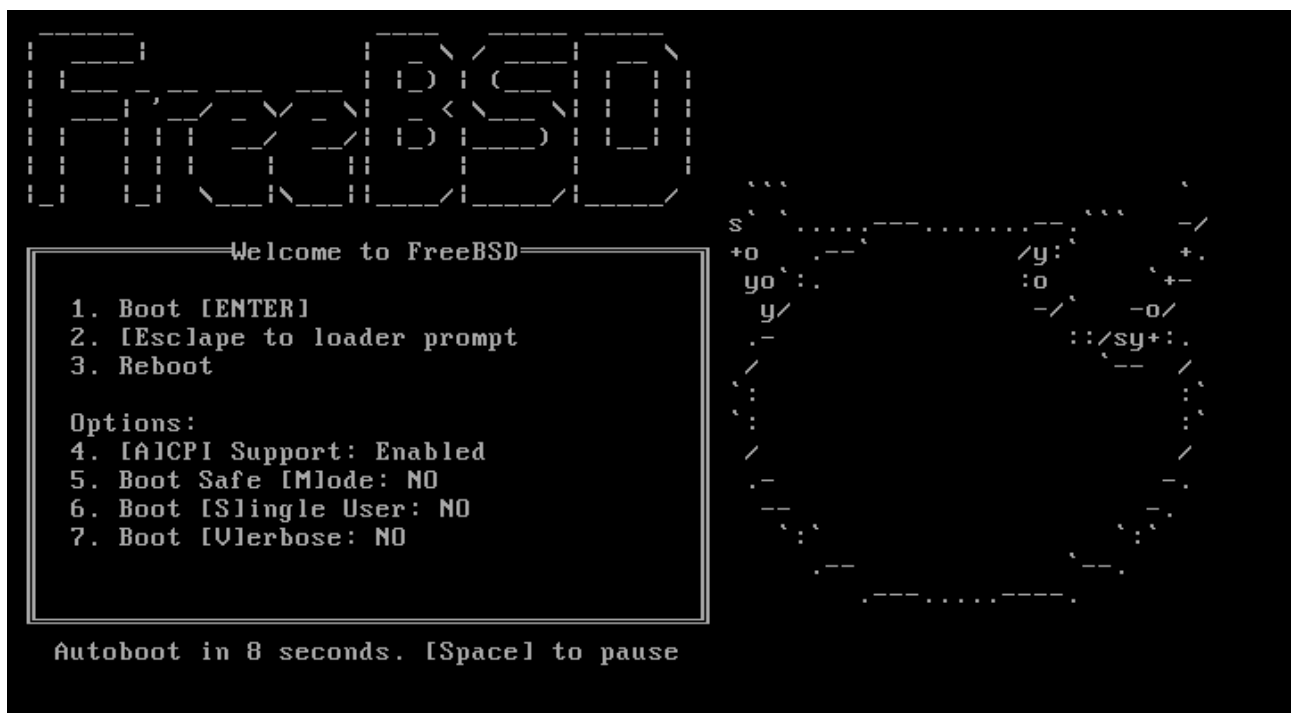 FreeBSD
Welcome to FreeBSD
1. Boot [ENTER]
2. [Esc]ape to loader prompt
3. Reboot
Options:
4. [A]CPI Support: Enabled
5. Boot Safe [M]ode: NO
6. Boot [S]ingle User: NO
7. Boot [V]erbose: NO
Autoboot in 8 seconds. [Space] to pause